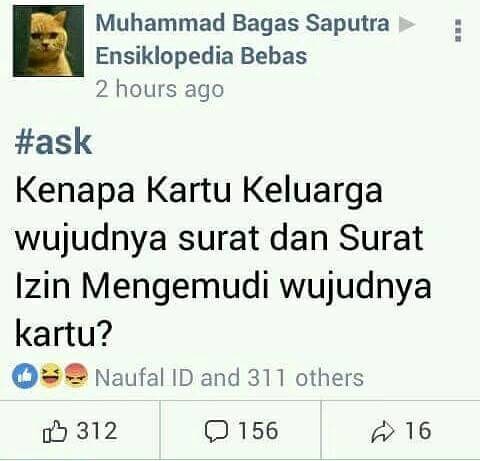 Muhammad Bagas Saputra ▶
Ensiklopedia Bebas
2 hours ago
#ask
Kenapa Kartu Keluarga
wujudnya surat dan Surat
Izin Mengemudi wujudnya
kartu?
Naufal ID and 311 others
312 156 16